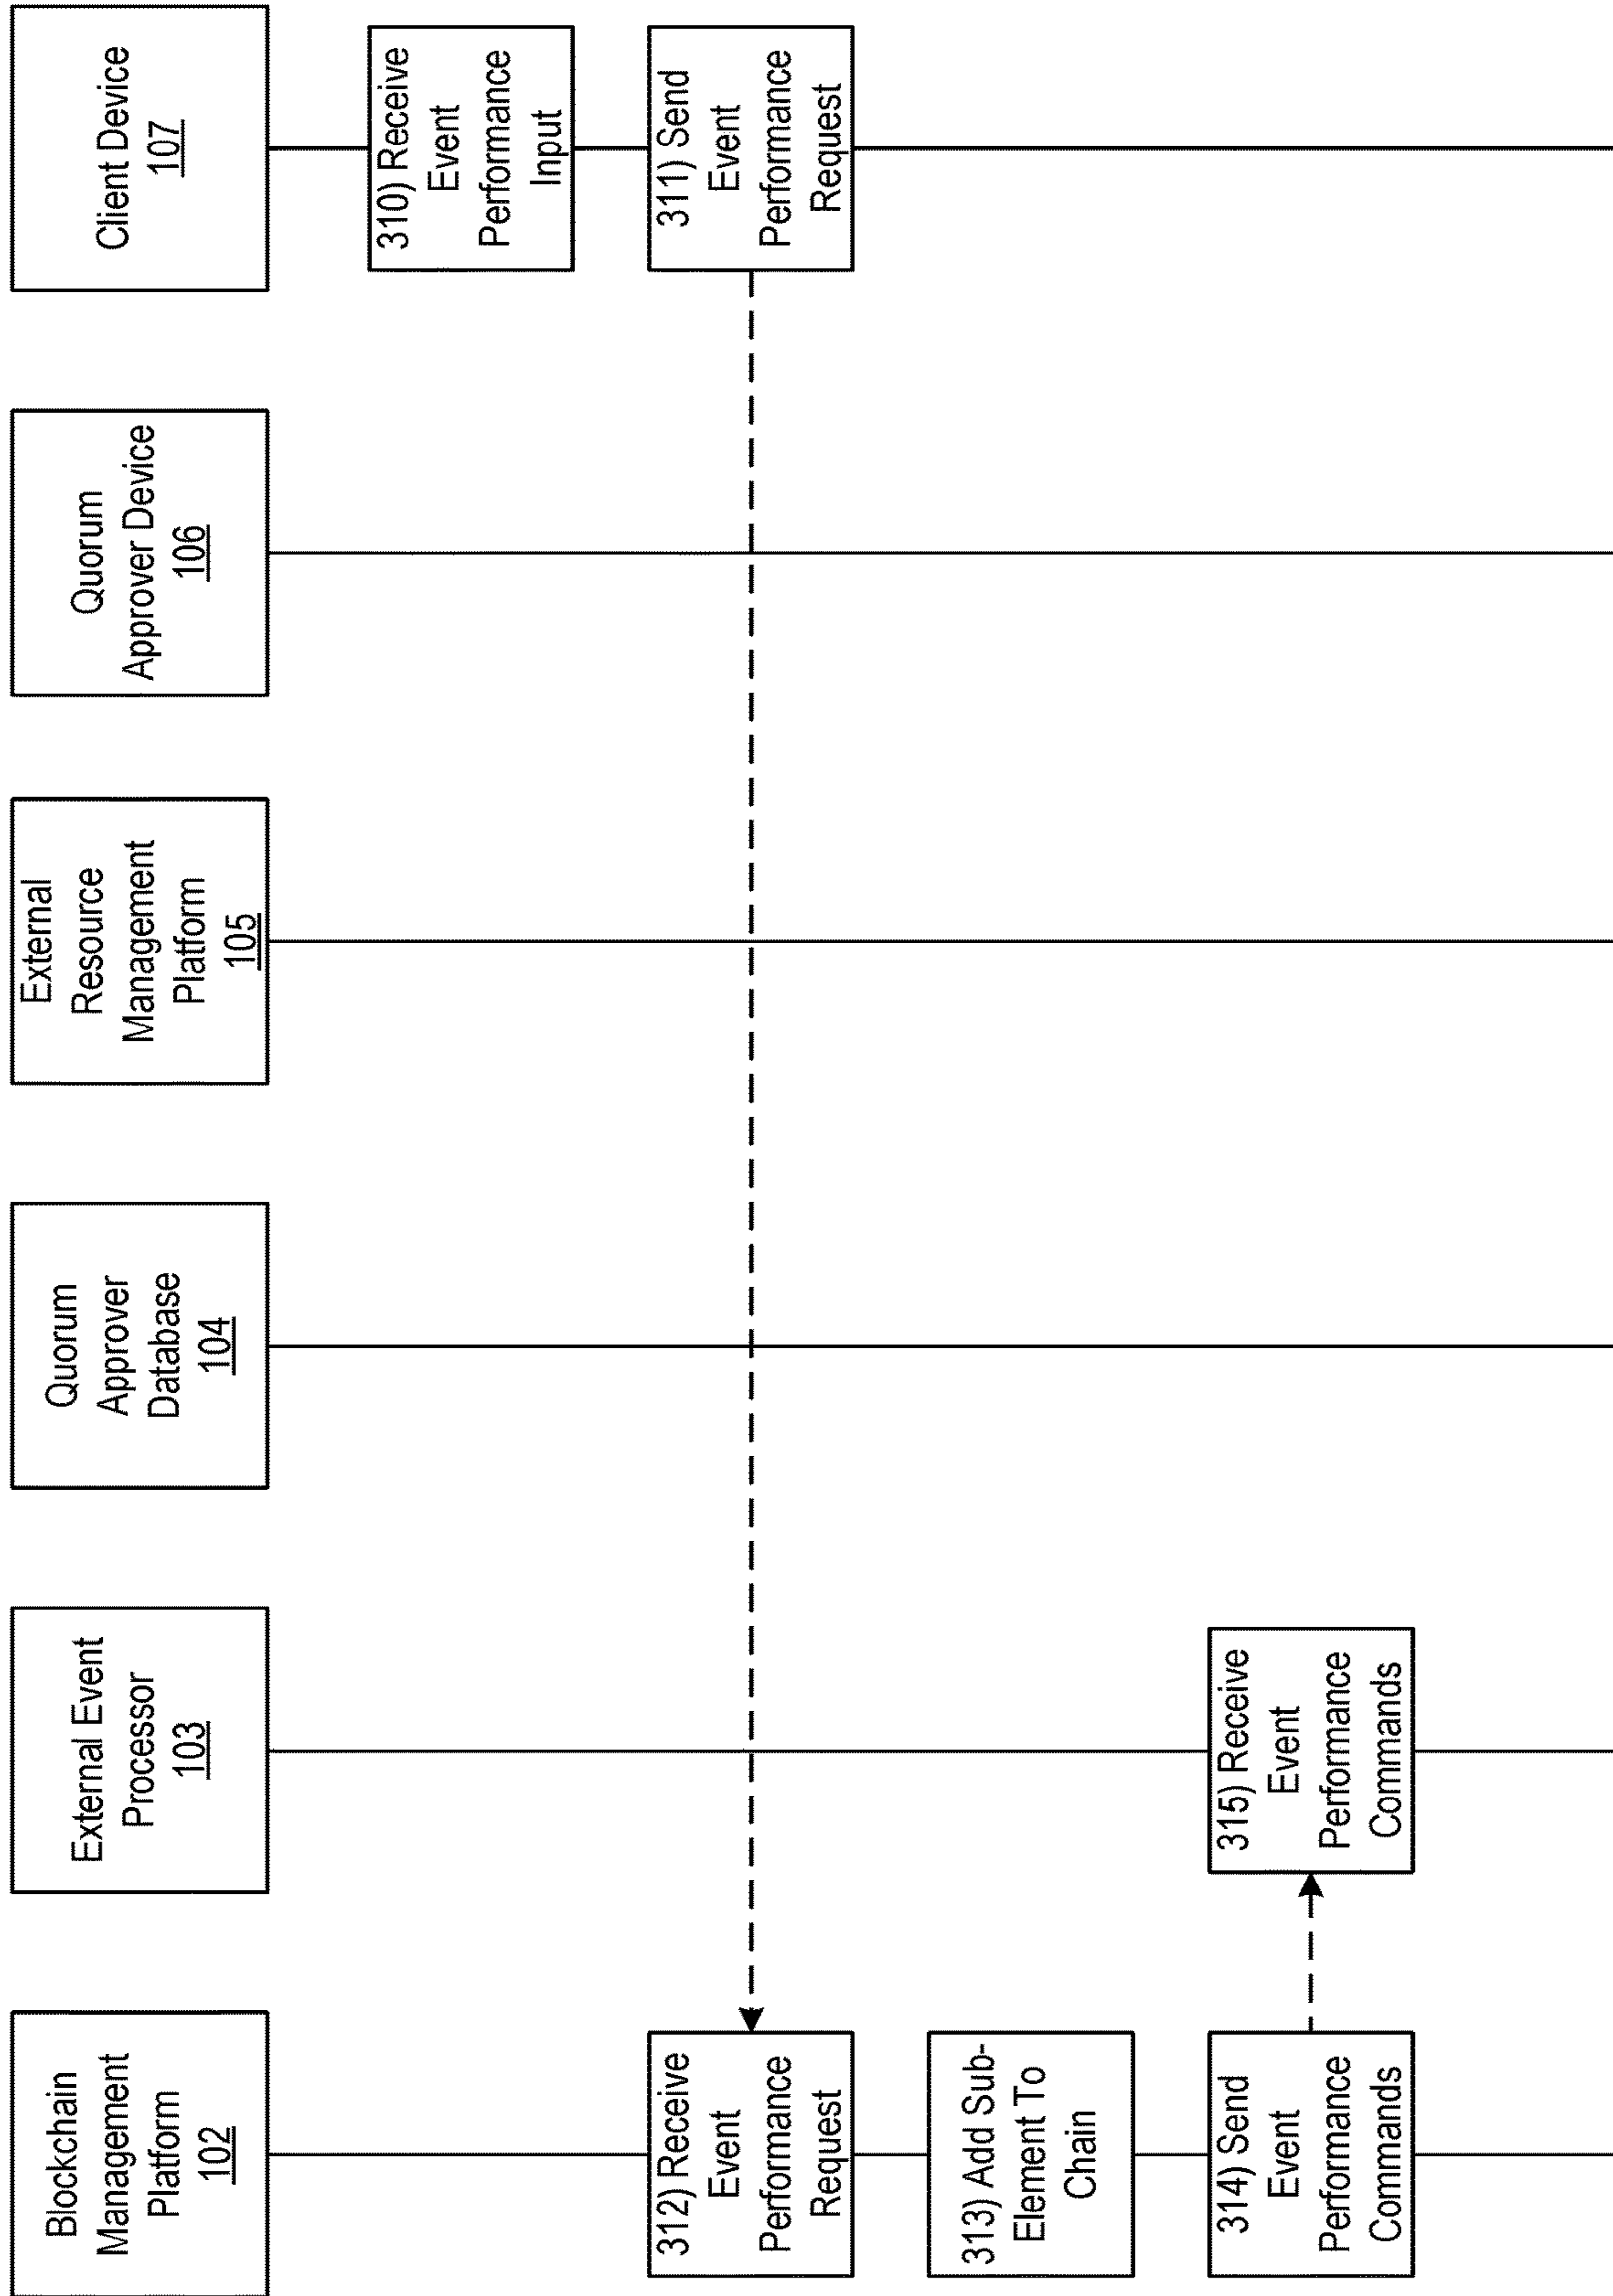 Blockchain
Management
Platform
102
External Event
Processor
103
Quorum
Approver
Database
104
External
Resource
Management
Platform
105
Quorum
Approver Device
106
Client Device
107
310) Receive
Event
Performance
Input
311) Send
Event
Performance
Request
312) Receive
Event
Performance
Request
313) Add Sub-
Element To
Chain
314) Send
Event
Performance
Commands
315) Receive
Event
Performance
Commands